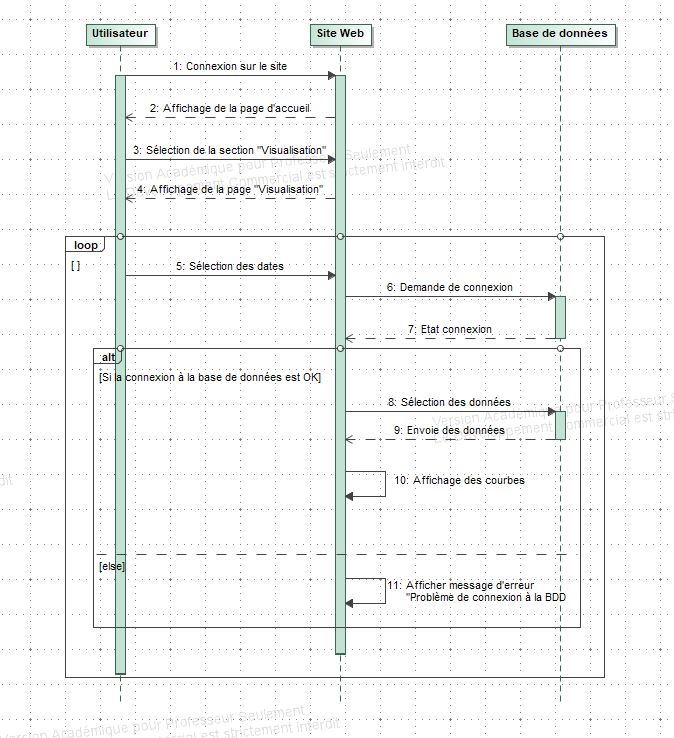 Utilisateur
Site Web
Base de données
1: Connexion sur le site
2: Affichage de la page d'accueil
3: Sélection de la section "Visualisation"
Version Académique pour Professeur Seulement
Commercial est strictement interdit
4: Affichage de la page "Visualisation"
loop
[ ]
5: Sélection des dates
6: Demande de connexion
7: Etat connexion
alt
[Si la connexion à la base de données est OK]
8: Sélection des données
Version Académique pour Professeur S
9: Envoie des données
Commercial est stric
10: Affichage des courbes
dit
[else]
11: Afficher message d'erreur
"Problème de connexion à la BDD
Version Académique pour Professeur Seulement
est strictement interdit